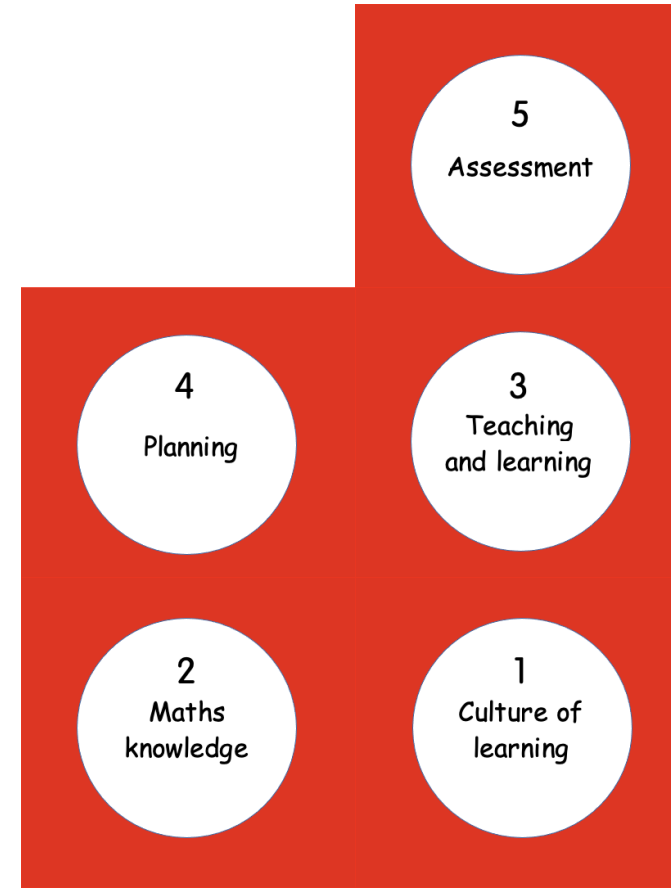 5
Assessment
4
Planning
3
Teaching
and learning
2
Maths
knowledge
1
Culture of
learning